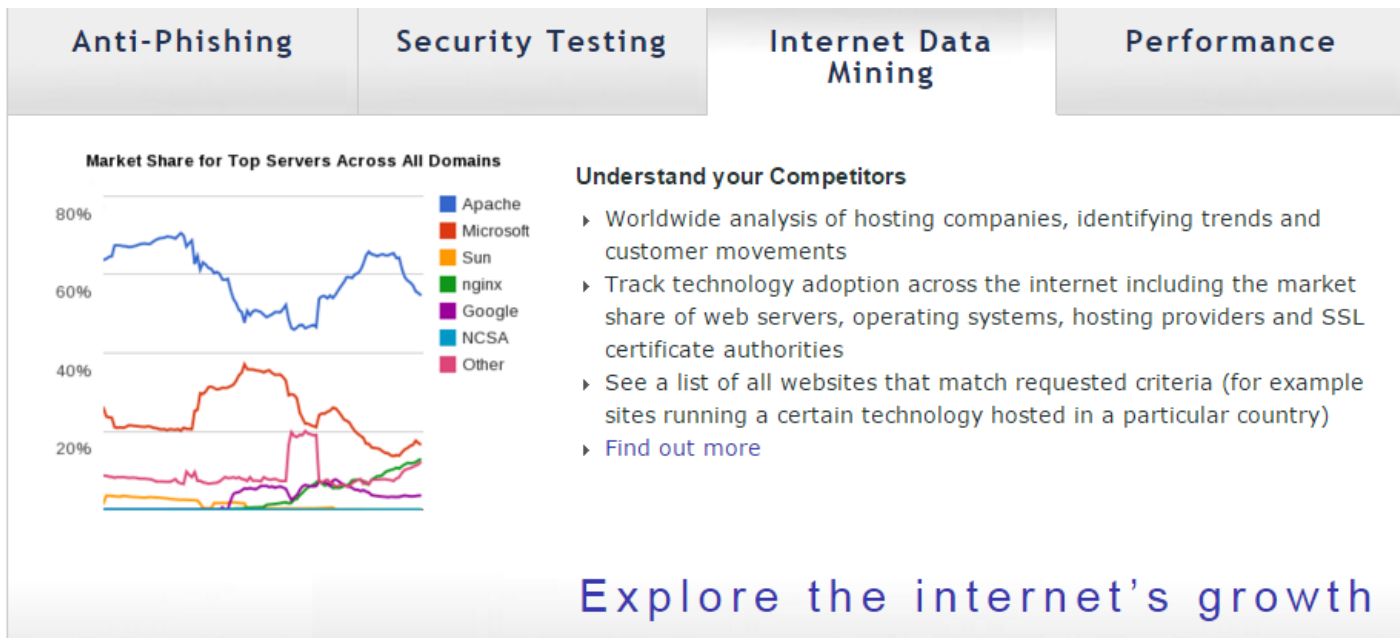 Anti-Phishing
Security Testing
Internet Data
Mining
Performance
Market Share for Top Servers Across All Domains
80%
60%
40%
20%
Apache
Microsoft
Sun
nginx
Google
NCSA
Other
Understand your Competitors
Worldwide analysis of hosting companies, identifying trends and
customer movements
Track technology adoption across the internet including the market
share of web servers, operating systems, hosting providers and SSL
certificate authorities
See a list of all websites that match requested criteria (for example
sites running a certain technology hosted in a particular country)
Find out more
Explore the internet’s growth